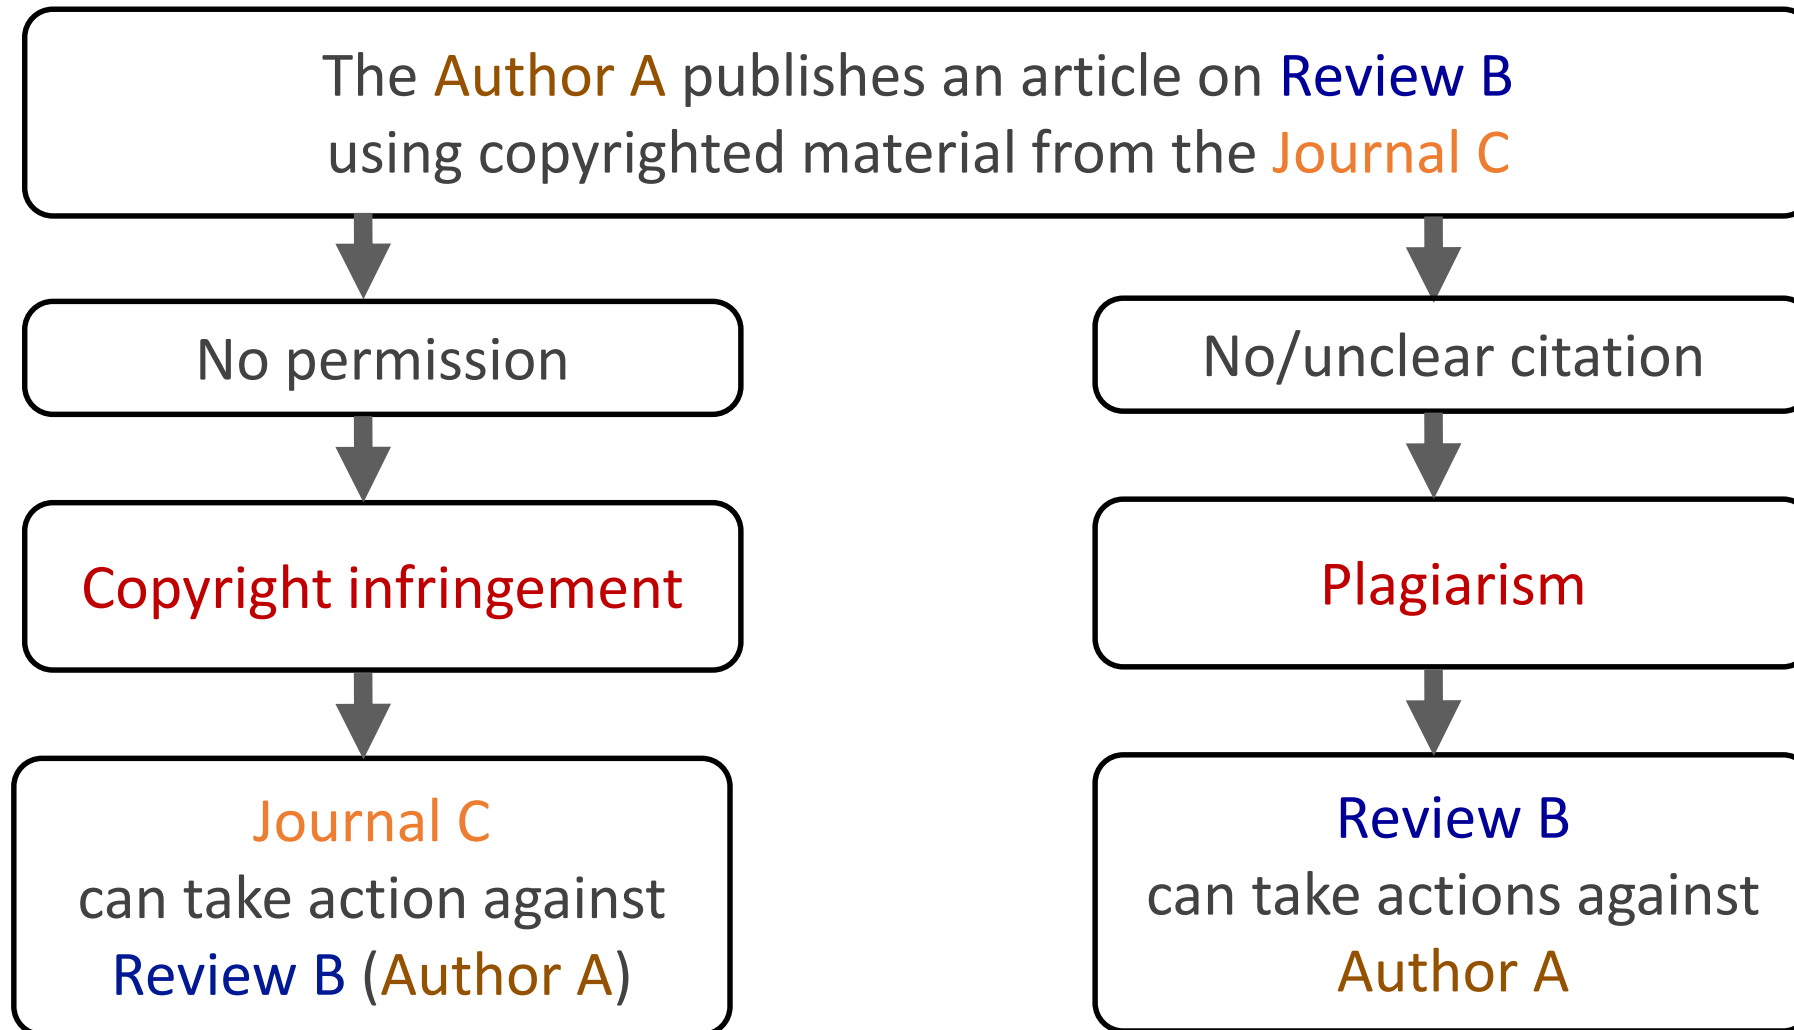 The Author A publishes an article on Review B
using copyrighted material from the Journal C
No permission
No/unclear citation
Copyright infringement
Plagiarism
Journal C
can take action against
Review B (Author A)
Review B
can take actions against
Author A